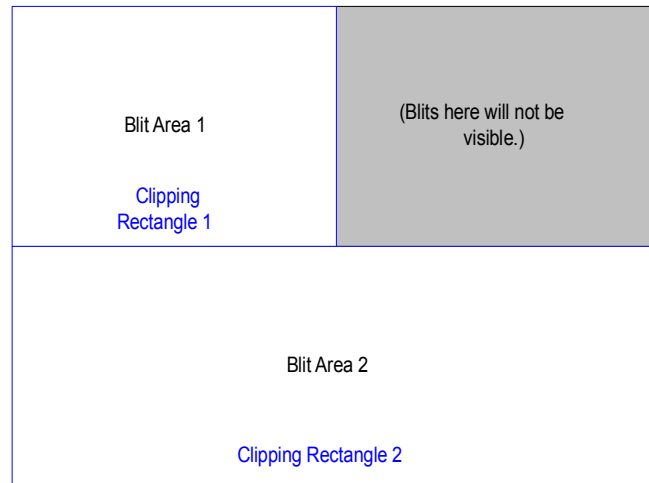 Blit Area 1
(Blits here will not be
visible.)
Clipping
Rectangle 1
Blit Area 2
Clipping Rectangle 2